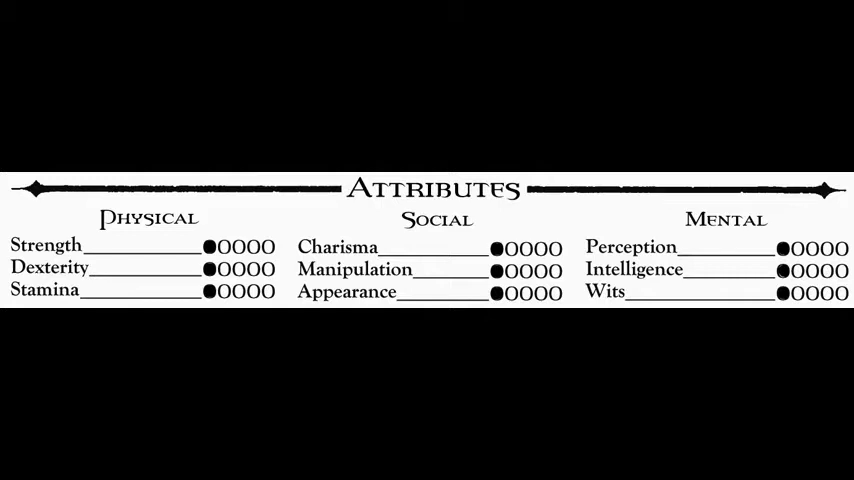 ATTRIBUTES
PHYSICAL SOCIAL MENTAL
Strength Charisma Perception
Dexterity Manipulation Intelligence
Stamina Appearance Wits